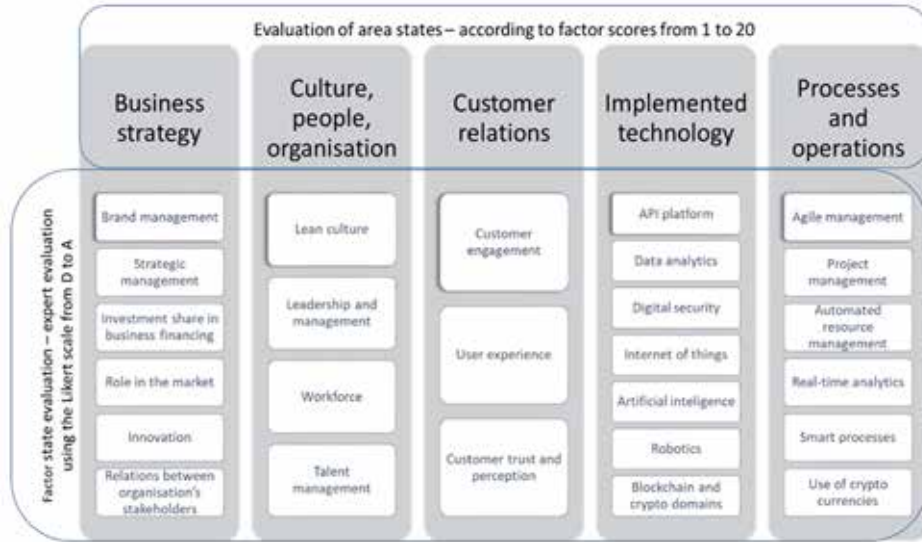 Evaluation of area states – according to factor scores from 1 to 20
Business
strategy
Culture,
people,
organisation
Customer
relations
Implemented
technology
Processes
and
operations
Factor state evaluation – expert evaluation
using the Likert scale from D to A
Brand management
Strategic
management
Investment share in
business financing
Role in the market
Innovation
Relations between
organisation's
stakeholders
Lean culture
Leadership and
management
Workforce
Talent
management
Customer
engagement
User experience
Customer trust and
perception
API platform
Data analytics
Digital security
Internet of things
Artificial inteligence
Robotics
Blockchain and
crypto domains
Agile management
Project
management
Automated
resource
management
Real-time analytics
Smart processes
Use of crypto
currencies